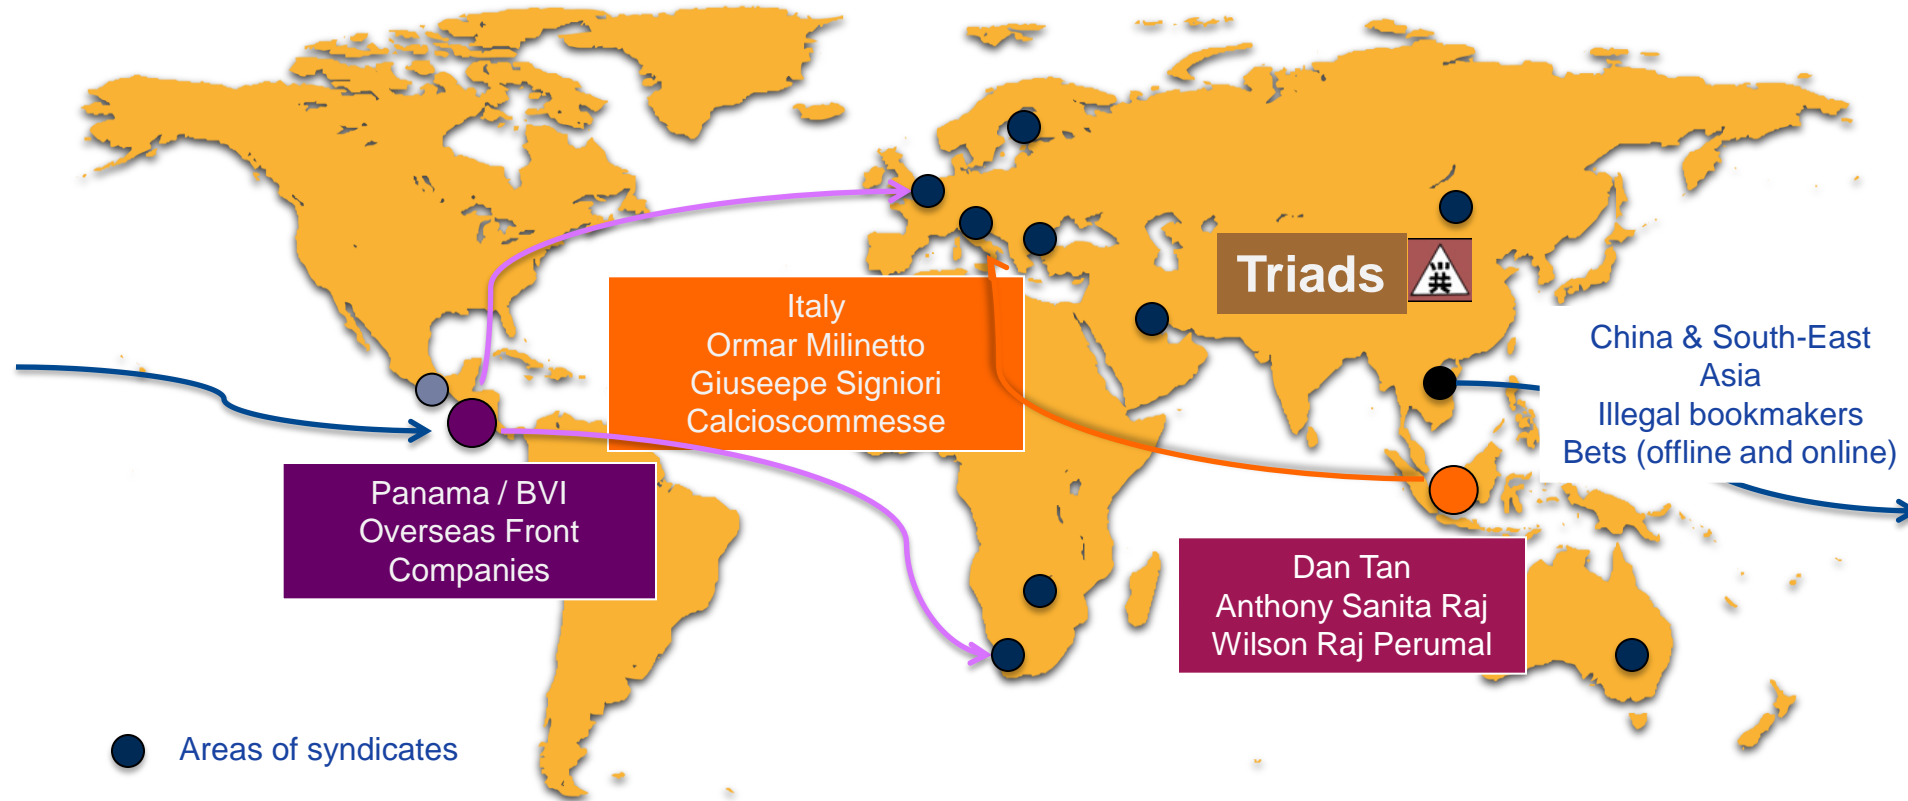 Triads
共
Italy
Ormar Milinetto
Giuseepe Signiori
Calcioscommesse
China & South-East
Asia
Illegal bookmakers
Bets (offline and online)
Panama / BVI
Overseas Front
Companies
Dan Tan
Anthony Sanita Raj
Wilson Raj Perumal
Areas of syndicates